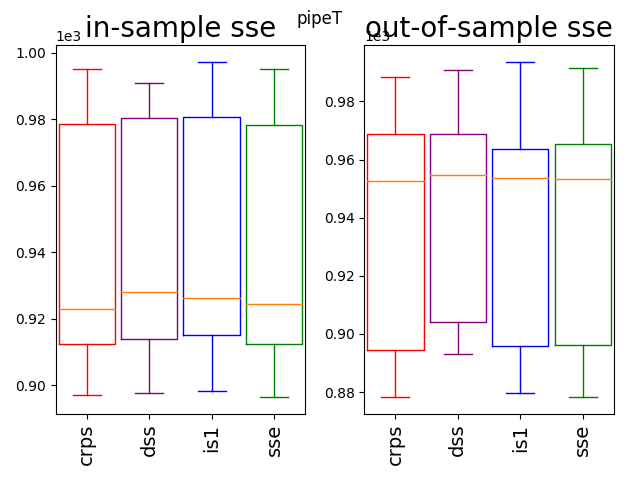 pipeT
in-sample sse
out-of-sample sse
1e3
1e3
1.00
0.98
0.96
0.94
0.92
0.90
0.98
0.96
0.94
0.92
0.90
0.88
crps
dss
is1
sse
crps
dss
is1
sse